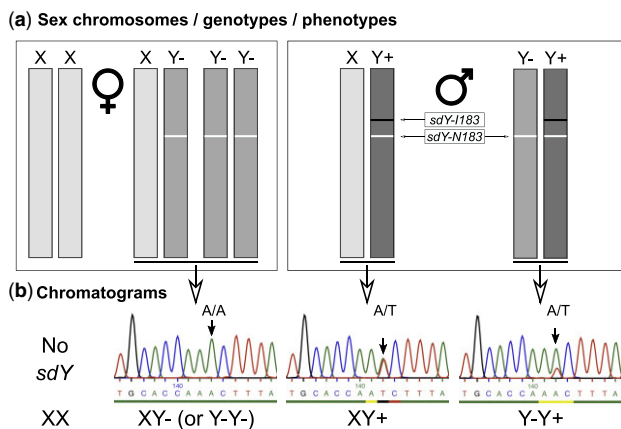 (a) Sex chromosomes / genotypes / phenotypes
X X X Y- Y- Y- X Y+ Y- Y+
sdY-I183
sdY-N183
(b) Chromatograms
A/A A/T A/T
No
sdY
140 140 140
T G C A C C A A A C T T T A T G C A C C A A T C T T T A T G C A C C A A A C T T T A
XX XY- (or Y-Y-) XY+ Y-Y+